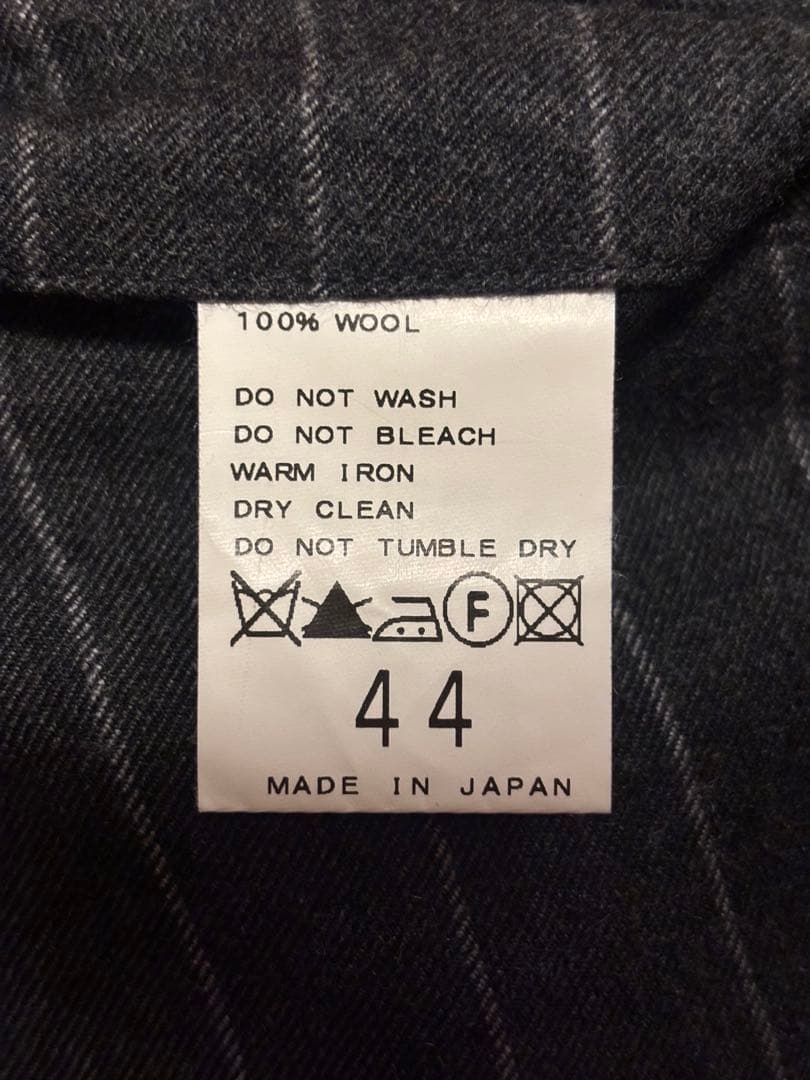 100% WOOL
DO NOT WASH
DO NOT BLEACH
WARM IRON
DRY CLEAN
DO NOT TUMBLE DRY
F
44
MADE IN JAPAN